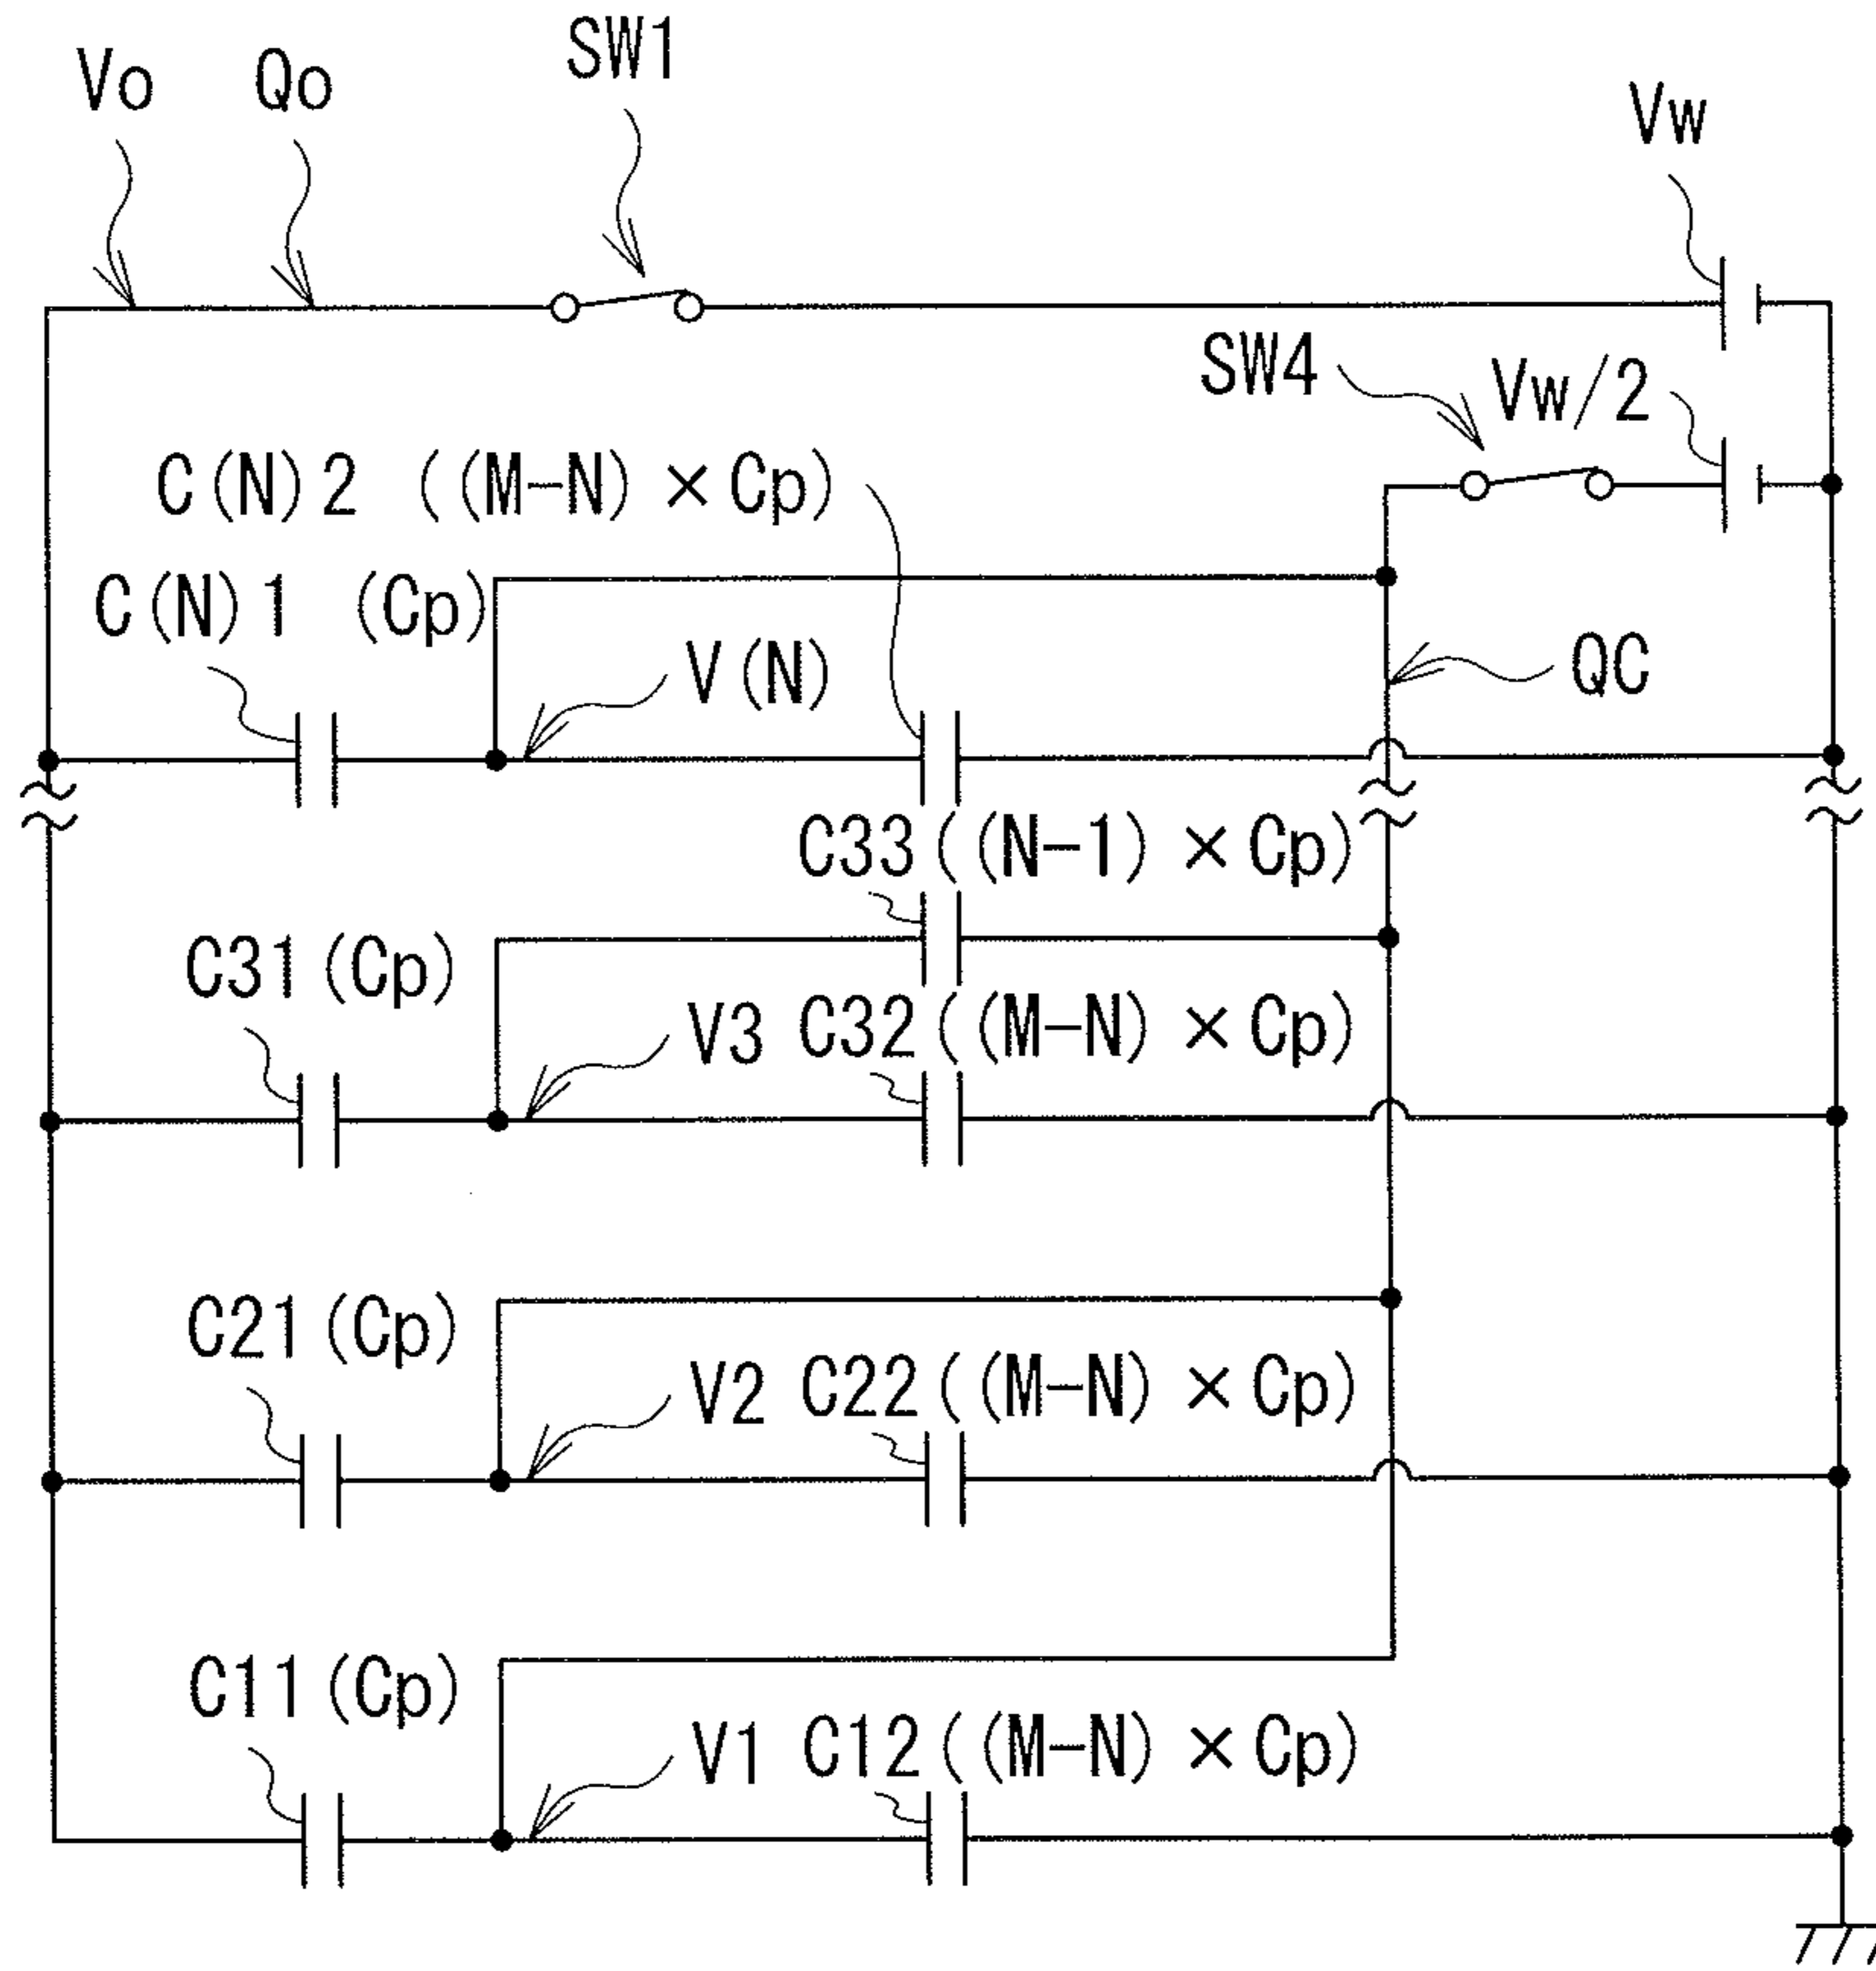 Vo
Qo
SW1
Vw
SW4
Vw/2
C(N)2 ((M-N)×Cp)
C(N)1 (Cp)
V(N)
QC
C33((N-1)×Cp)
C31(Cp)
V3
C32((M-N)×Cp)
C21(Cp)
V2
C22((M-N)×Cp)
C11(Cp)
V1
C12((M-N)×Cp)